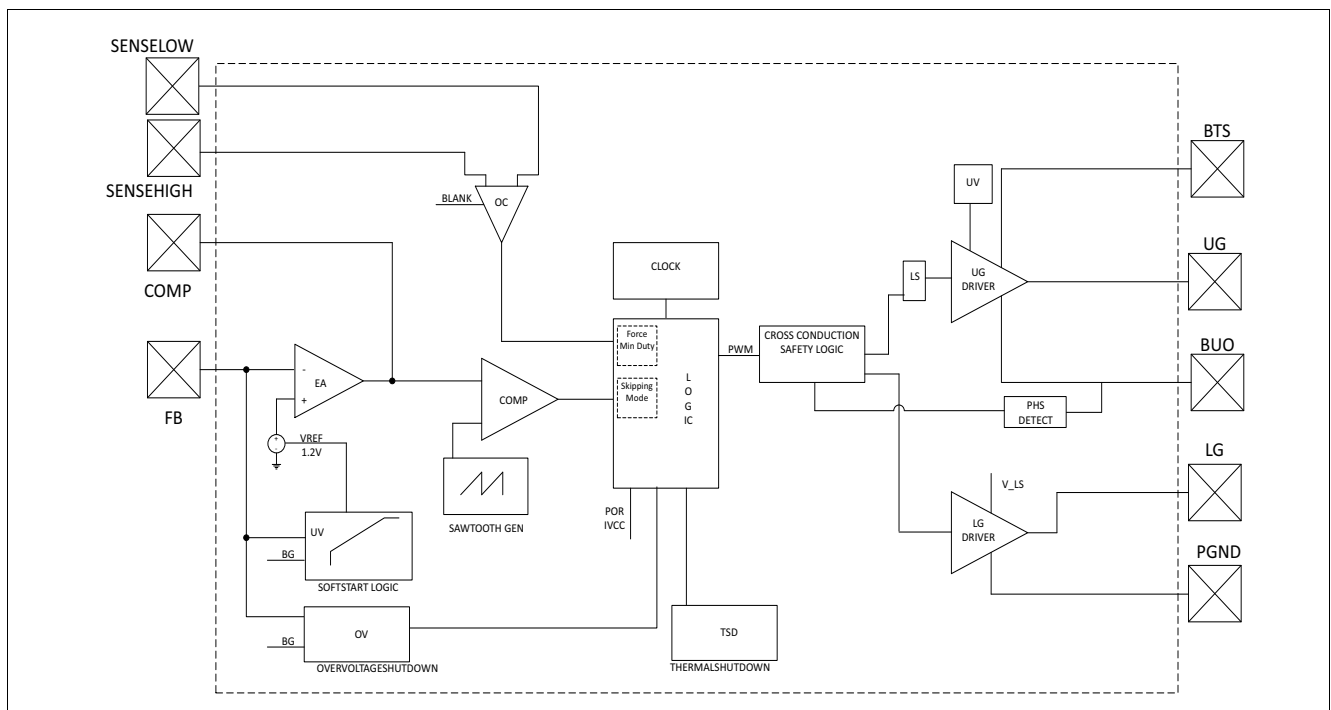 SENSELOW
SENSEHIGH
COMP
FB
BLANK
OC
CLOCK
Force
Min Duty
Skipping
Mode
L
O
G
IC
-
+
EA
+
-
VREF
1.2V
COMP
SAWTOOTH GEN
UV
BG
SOFTSTART LOGIC
BG
OV
OVERVOLTAGESHUTDOWN
POR
IVCC
TSD
THERMALSHUTDOWN
PWM
CROSS CONDUCTION
SAFETY LOGIC
LS
UV
UG
DRIVER
PHS
DETECT
V_LS
LG
DRIVER
BTS
UG
BUO
LG
PGND